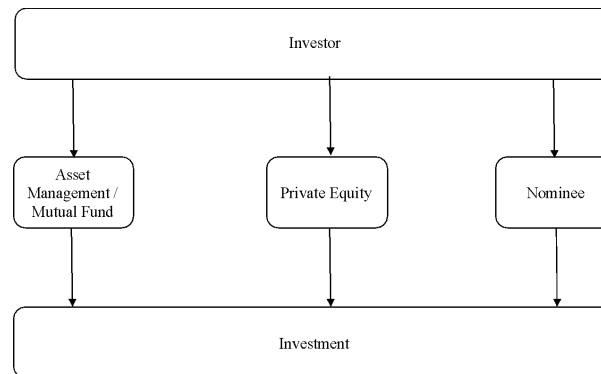 Investor
Asset
Management /
Mutual Fund
Private Equity
Nominee
Investment